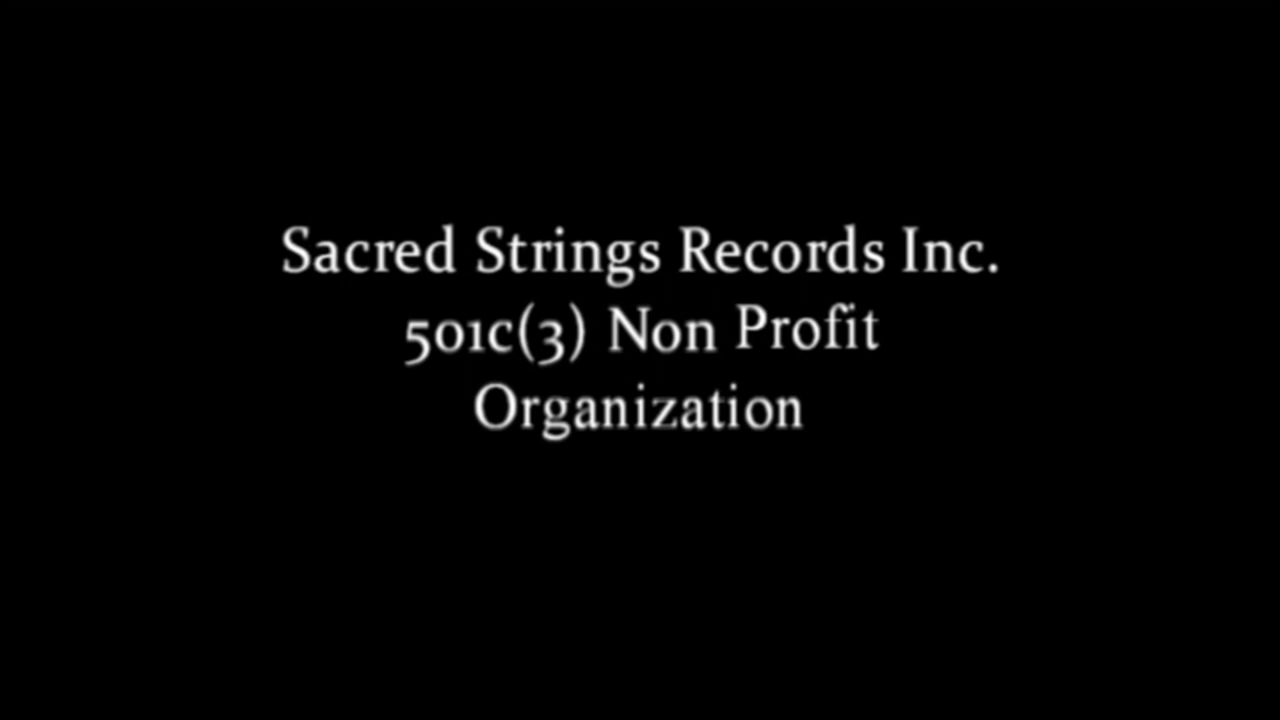 Sacred Strings Records Inc.
501c(3) Non Profit
Organization